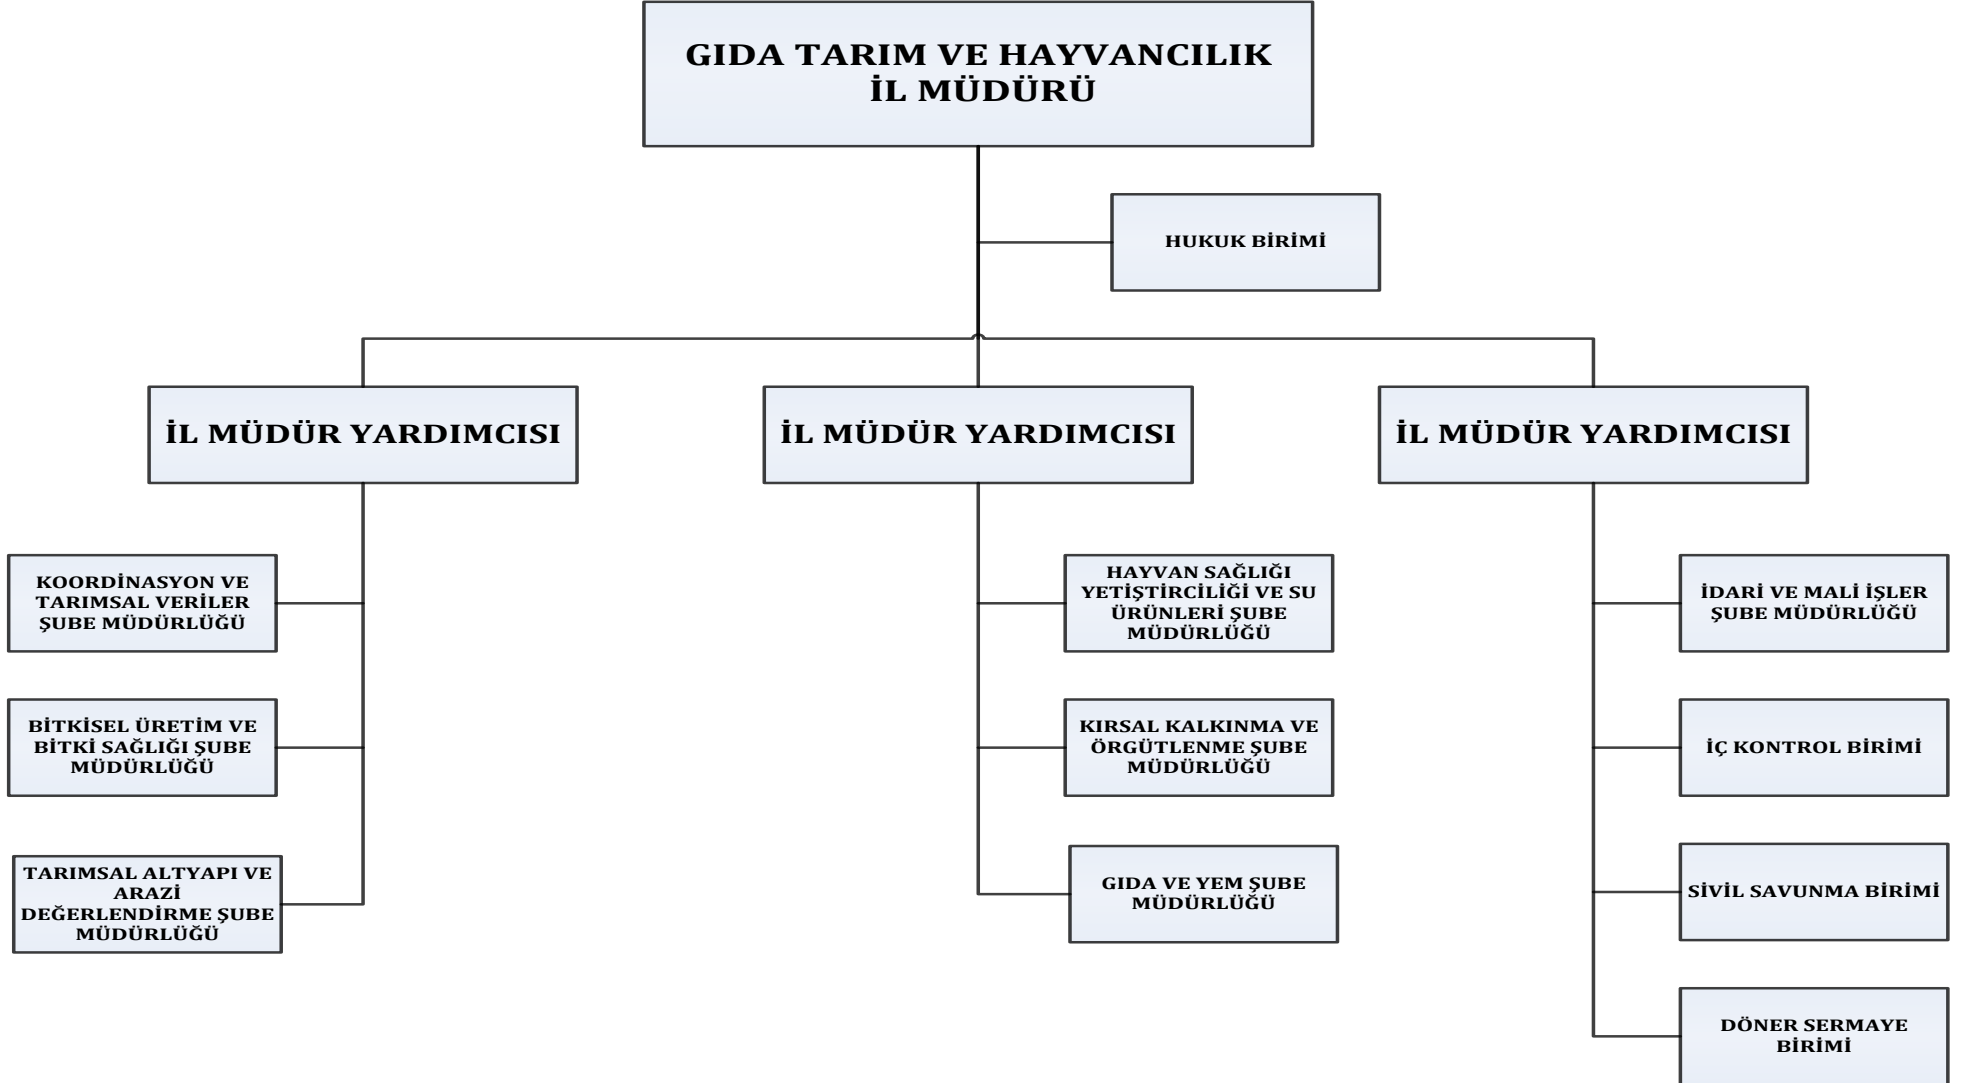 GIDA TARIM VE HAYVANCILIK
İL MÜDÜRÜ
HUKUK BİRİMİ
İL MÜDÜR YARDIMCISI
İL MÜDÜR YARDIMCISI
İL MÜDÜR YARDIMCISI
KOORDİNASYON VE
TARIMSAL VERİLER
ŞUBE MÜDÜRLÜĞÜ
BİTKİSEL ÜRETİM VE
BİTKİ SAĞLIĞI ŞUBE
MÜDÜRLÜĞÜ
TARIMSAL ALTYAPI VE
ARAZİ
DEĞERLENDİRME ŞUBE
MÜDÜRLÜĞÜ
HAYVAN SAĞLIĞI
YETİŞTİRCİLİĞİ VE SU
ÜRÜNLERİ ŞUBE
MÜDÜRLÜĞÜ
KIRSAL KALKINMA VE
ÖRGÜTLENME ŞUBE
MÜDÜRLÜĞÜ
GIDA VE YEM ŞUBE
MÜDÜRLÜĞÜ
İDARİ VE MALİ İŞLER
ŞUBE MÜDÜRLÜĞÜ
İÇ KONTROL BİRİMİ
SİVİL SAVUNMA BİRİMİ
DÖNER SERMAYE
BİRİMİ